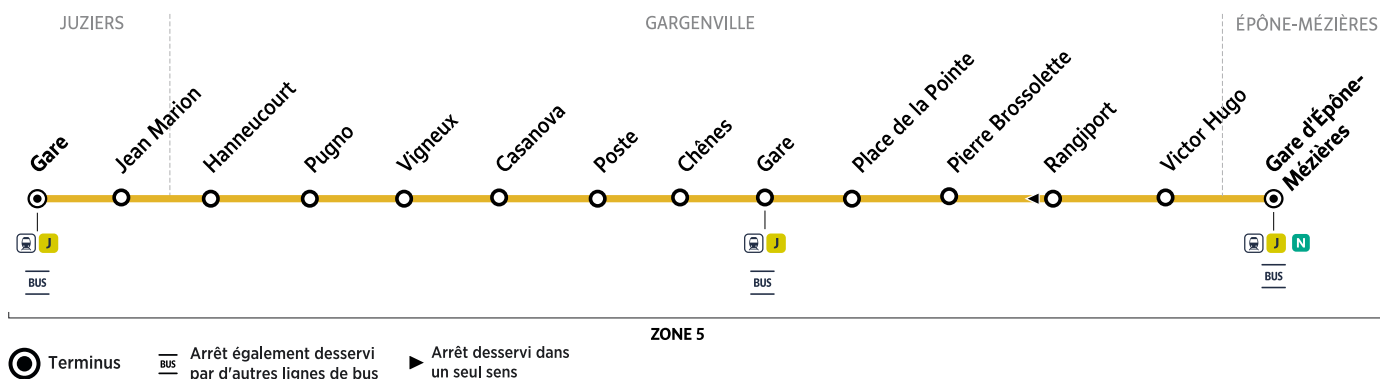 JUZIERS
GARGENVILLE
ÉPÔNE-MÉZIÈRES
Gare
Jean Marion
Hanneucourt
Pugno
Vigneux
Casanova
Poste
Chênes
Gare
Place de la Pointe
Pierre Brossolette
Rangiport
Victor Hugo
Gare d'Épône-
Mézières
J
J
J
N
BUS
BUS
BUS
ZONE 5
Terminus
BUS
Arrêt également desservi
par d'autres lignes de bus
Arrêt desservi dans
un seul sens